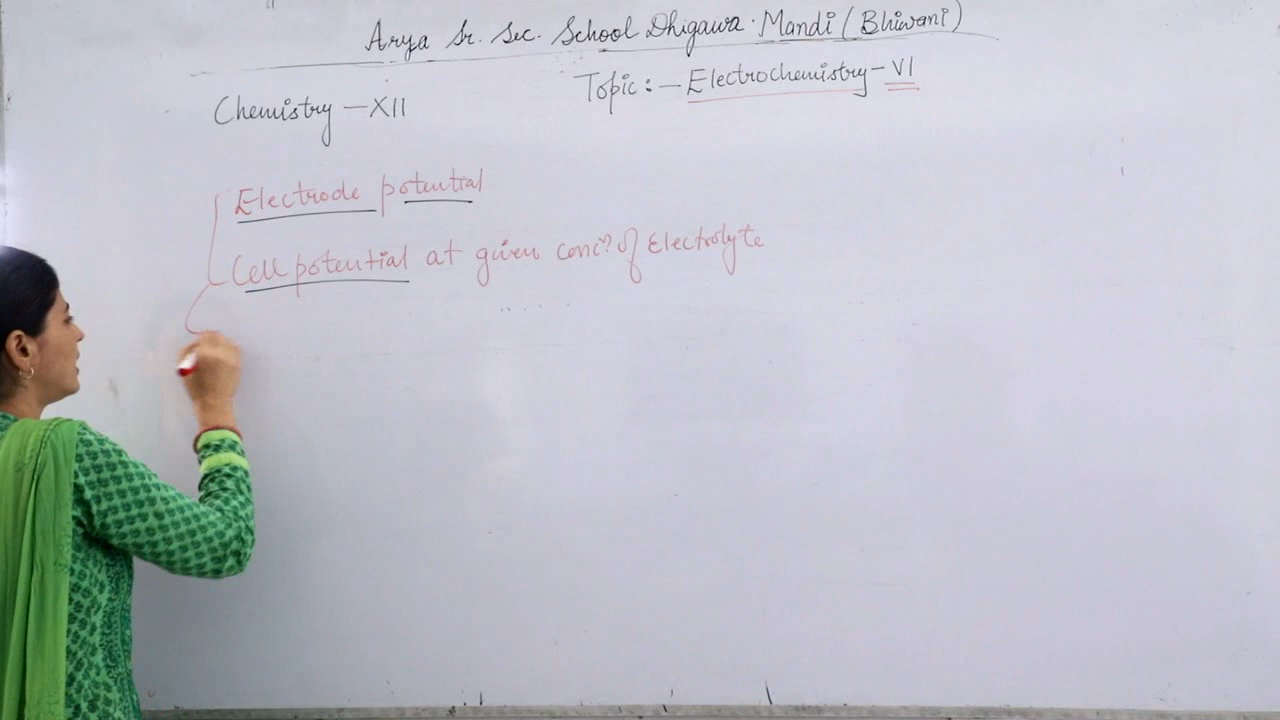 Arya Sr. Sec. School Dhigawa. Mandi (Bhiwani)
Chemistry – XII
Topic:– Electrochemistry – VI
Electrode potential
Cell potential at given concn of Electrolyte